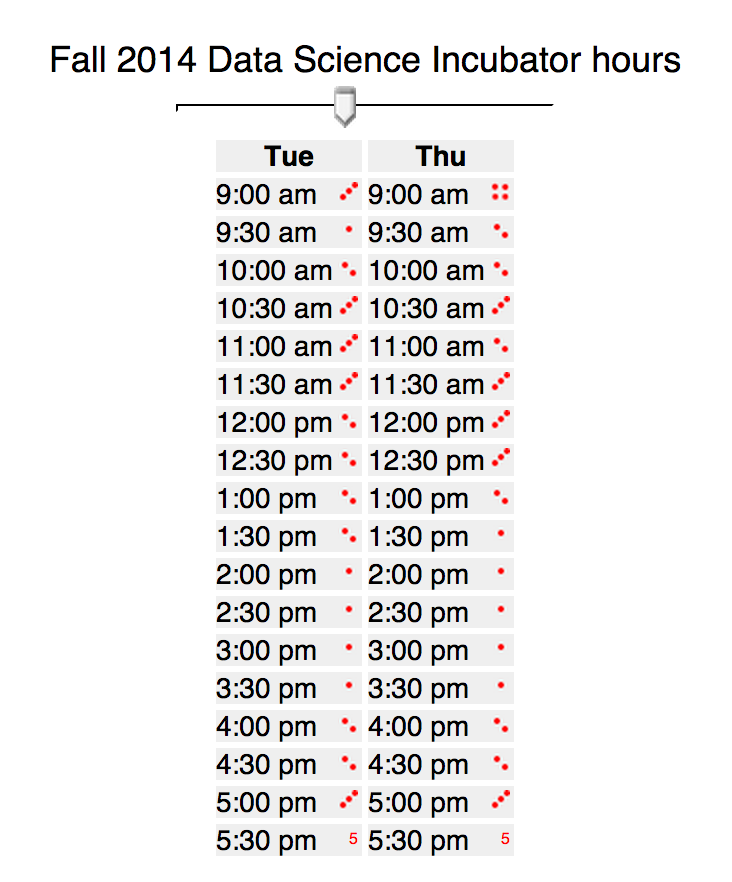 Fall 2014 Data Science Incubator hours
Tue Thu
9:00 am 9:00 am
9:30 am 9:30 am
10:00 am 10:00 am
10:30 am 10:30 am
11:00 am 11:00 am
11:30 am 11:30 am
12:00 pm 12:00 pm
12:30 pm 12:30 pm
1:00 pm 1:00 pm
1:30 pm 1:30 pm
2:00 pm 2:00 pm
2:30 pm 2:30 pm
3:00 pm 3:00 pm
3:30 pm 3:30 pm
4:00 pm 4:00 pm
4:30 pm 4:30 pm
5:00 pm 5:00 pm
5:30 pm 5 5:30 pm 5